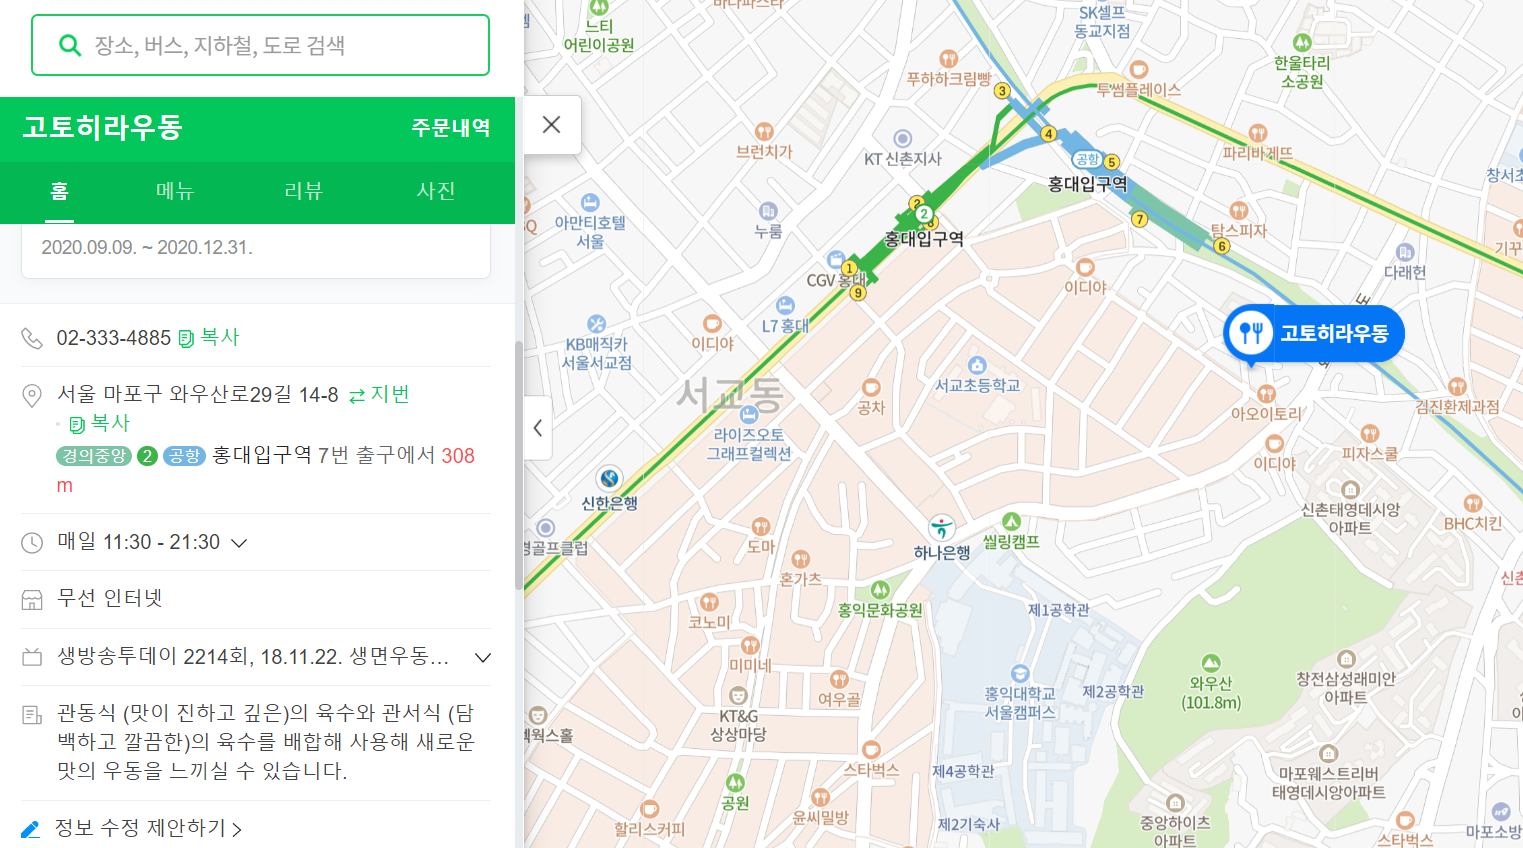 장소, 버스, 지하철, 도로 검색
고토히라우동
주문내역
홈
메뉴
리뷰
사진
2020.09.09. ~ 2020.12.31.
02-333-4885 복사
서울 마포구 와우산로29길 14-8 지번
복사
경의중앙 2 공항 홍대입구역 7번 출구에서 308
m
매일 11:30 - 21:30
무선 인터넷
생방송투데이 2214회, 18.11.22. 생면우동...
관동식 (맛이 진하고 깊은)의 육수와 관서식 (담
백하고 깔끔한)의 육수를 배합해 사용해 새로운
맛의 우동을 느끼실 수 있습니다.
정보 수정 제안하기
느티
어린이공원
SK셀프
동교지점
한울타리
소공원
푸하하크림빵
3
투썸플레이스
브런치가
KT 신촌지사
4
공항
5
파리바게뜨
홍대입구역
아만티호텔
서울
누룸
2
2
8
홍대입구역
7
탐스피자
6
다래헌
CGV 홍대
1
9
이디야
L7 홍대
KB매직카
서울서교점
이디야
고토히라우동
서교동
서교초등학교
공차
아오이토리
김진환제과점
라이즈오토
그래프컬렉션
이디야
피자스쿨
신한은행
신촌태영데시앙
아파트
BHC치킨
하나은행
씰링캠프
도마
홍가츠
홍익문화공원
제1공학관
코노미
미미네
여우골
홍익대학교
서울캠퍼스
제2공학관
와우산
(101.8m)
창전삼성래미안
아파트
KT&G
상상마당
스타벅스
제4공학관
마포웨스트리버
태영데시앙아파트
공원
할리스커피
윤씨밀방
제2기숙사
중앙하이츠
아파트
스타벅스
마포소방